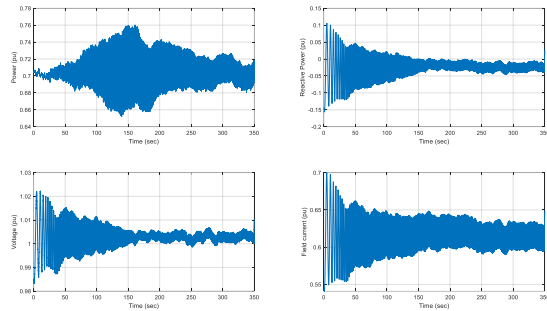 0.78
0.76
0.74
0.72
0.7
0.68
0.66
0.64
Power (pu)
0 50 100 150 200 250 300 350
Time (sec)
0.15
0.1
0.05
0
-0.05
-0.1
-0.15
-0.2
Reactive Power (pu)
0 50 100 150 200 250 300 350
Time (sec)
1.03
1.02
1.01
1
0.99
0.98
Voltage (pu)
0 50 100 150 200 250 300 350
Time (sec)
0.7
0.65
0.6
0.55
Field current (pu)
0 50 100 150 200 250 300 350
Time (sec)